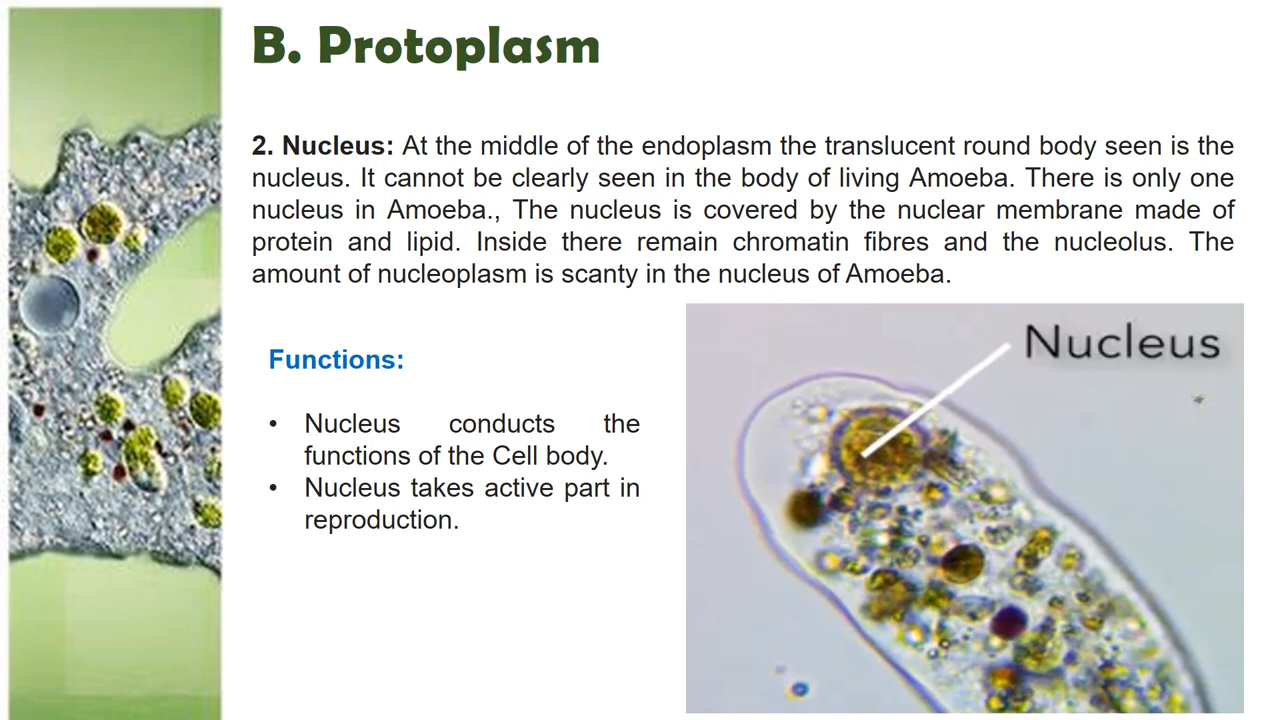 B. Protoplasm
2. Nucleus: At the middle of the endoplasm the translucent round body seen is the
nucleus. It cannot be clearly seen in the body of living Amoeba. There is only one
nucleus in Amoeba., The nucleus is covered by the nuclear membrane made of
protein and lipid. Inside there remain chromatin fibres and the nucleolus. The
amount of nucleoplasm is scanty in the nucleus of Amoeba.
Functions:
• Nucleus conducts the
functions of the Cell body.
• Nucleus takes active part in
reproduction.
Nucleus